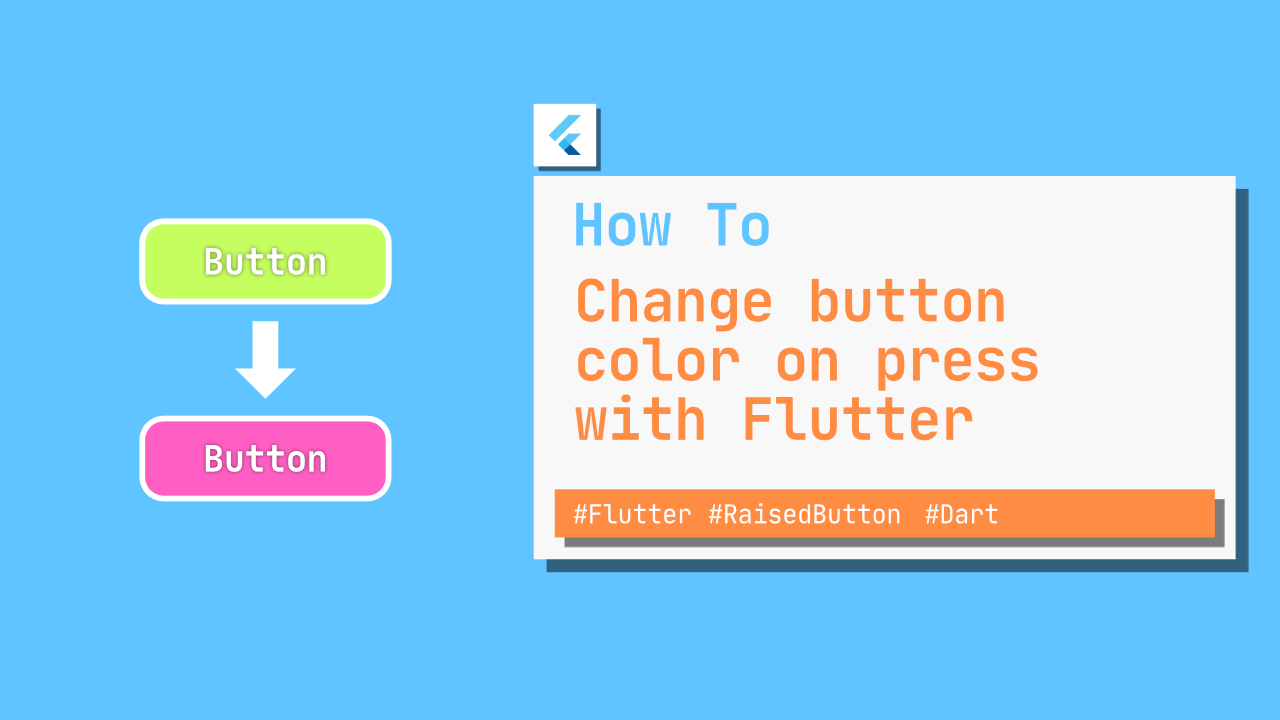 Button
Button
How To
Change button
color on press
with Flutter
#Flutter #RaisedButton #Dart